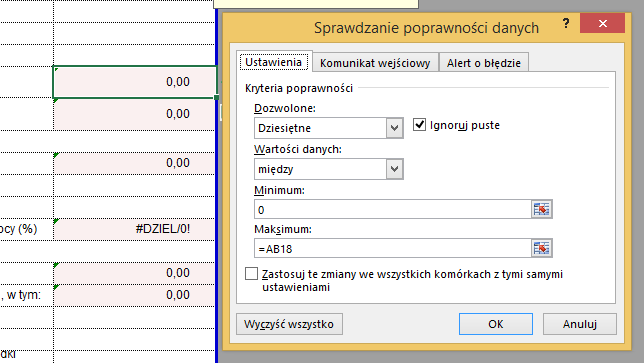 Sprawdzanie poprawności danych
?
Ustawienia
Komunikat wejściowy
Alert o błędzie
Kryteria poprawności
Dozwolone:
Dziesiętne
Ignoruj puste
Wartości danych:
między
Minimum:
0
Maksimum:
=AB18
Zastosuj te zmiany we wszystkich komórkach z tymi samymi
ustawieniami
Wyczyść wszystko
OK
Anuluj
0,00
0,00
0,00
ocy (%) #DZIEL/0!
0,00
, w tym: 0,00
dki